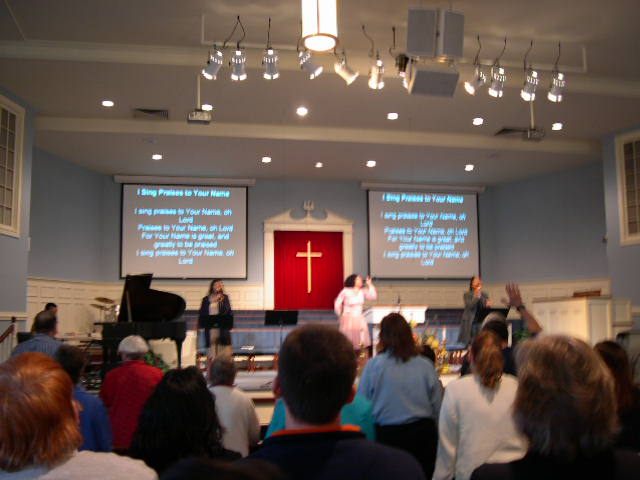 I Sing Praises to Your Name
I sing praises to Your Name, oh
Lord
Praises to Your Name, oh Lord
For Your Name is great, and
greatly to be praised
I sing praises to Your Name, oh
Lord
I Sing Praises to Your Name
I sing praises to Your Name, oh
Lord
Praises to Your Name, oh Lord
For Your Name is great, and
greatly to be praised
I sing praises to Your Name, oh
Lord